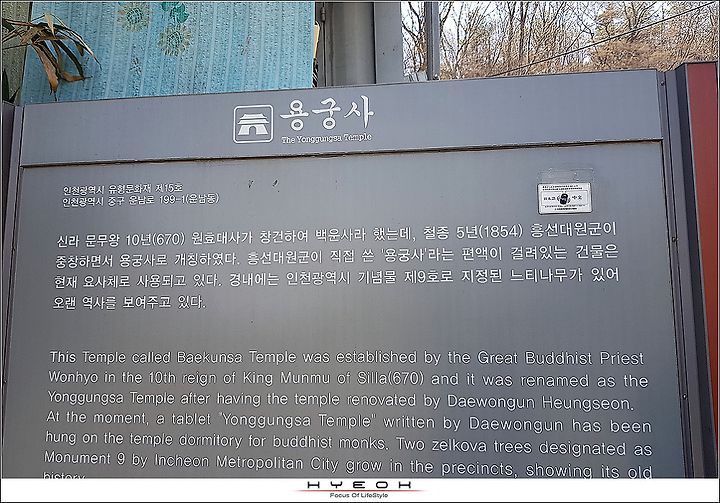 용궁사
The Yonggungsa Temple
인천광역시 유형문화재 제15호
인천광역시 중구 운남로 199-1(운남동)
日本語 中文
신라 문무왕 10년(670) 원효대사가 창건하여 백운사라 했는데, 철종 5년(1854) 흥선대원군이
중창하면서 용궁사로 개칭하였다. 흥선대원군이 직접 쓴 '용궁사'라는 편액이 걸려있는 건물은
현재 요사체로 사용되고 있다. 경내에는 인천광역시 기념물 제9호로 지정된 느티나무가 있어
오랜 역사를 보여주고 있다.
This Temple called Baekunsa Temple was established by the Great Buddhist Priest
Wonhyo in the 10th reign of King Munmu of Silla(670) and it was renamed as the
Yonggungsa Temple after having the temple renovated by Daewongun Heungseon.
At the moment, a tablet "Yonggungsa Temple" written by Daewongun has been
hung on the temple dormitory for buddhist monks. Two zelkova trees designated as
Monument 9 by Incheon Metropolitan City grow in the precincts, showing its old
history.
HYEOK
Focus Of LifeStyle